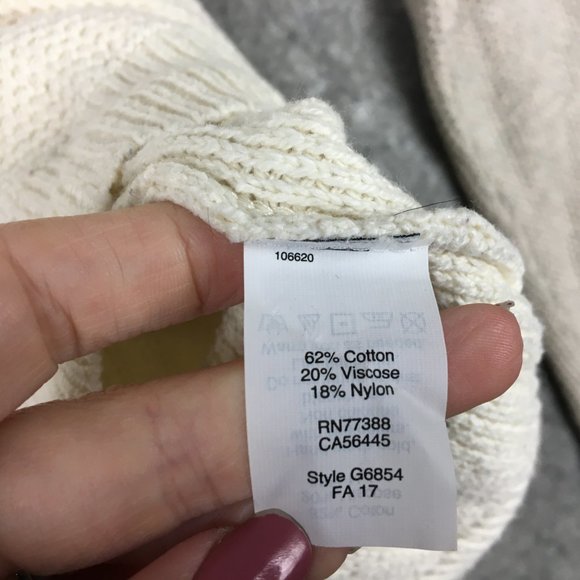 106620
62% Cotton
20% Viscose
18% Nylon
RN77388
CA56445
Style G6854
FA 17